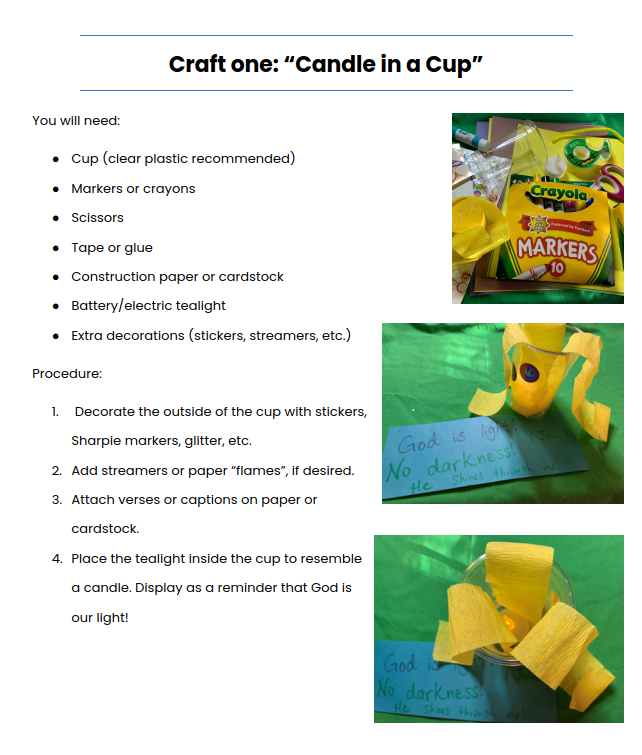 Craft one: “Candle in a Cup”
You will need:
● Cup (clear plastic recommended)
● Markers or crayons
● Scissors
● Tape or glue
● Construction paper or cardstock
● Battery/electric tealight
● Extra decorations (stickers, streamers, etc.)
Crayola
MARKERS
10
Procedure:
1. Decorate the outside of the cup with stickers,
Sharpie markers, glitter, etc.
2. Add streamers or paper “flames”, if desired.
3. Attach verses or captions on paper or
cardstock.
4. Place the tealight inside the cup to resemble
a candle. Display as a reminder that God is
our light!
God is light!
No darkness!
He shines through me!
God is
No darkness!
He shines through me!